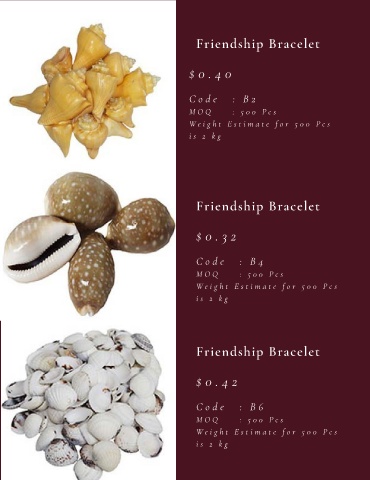 Friendship Bracelet
$0.40
Code : B2
MOQ : 500 Pcs
Weight Estimate for 500 Pcs
is 2 kg
Friendship Bracelet
$0.32
Code : B4
MOQ : 500 Pcs
Weight Estimate for 500 Pcs
is 2 kg
Friendship Bracelet
$0.42
Code : B6
MOQ : 500 Pcs
Weight Estimate for 500 Pcs
is 2 kg